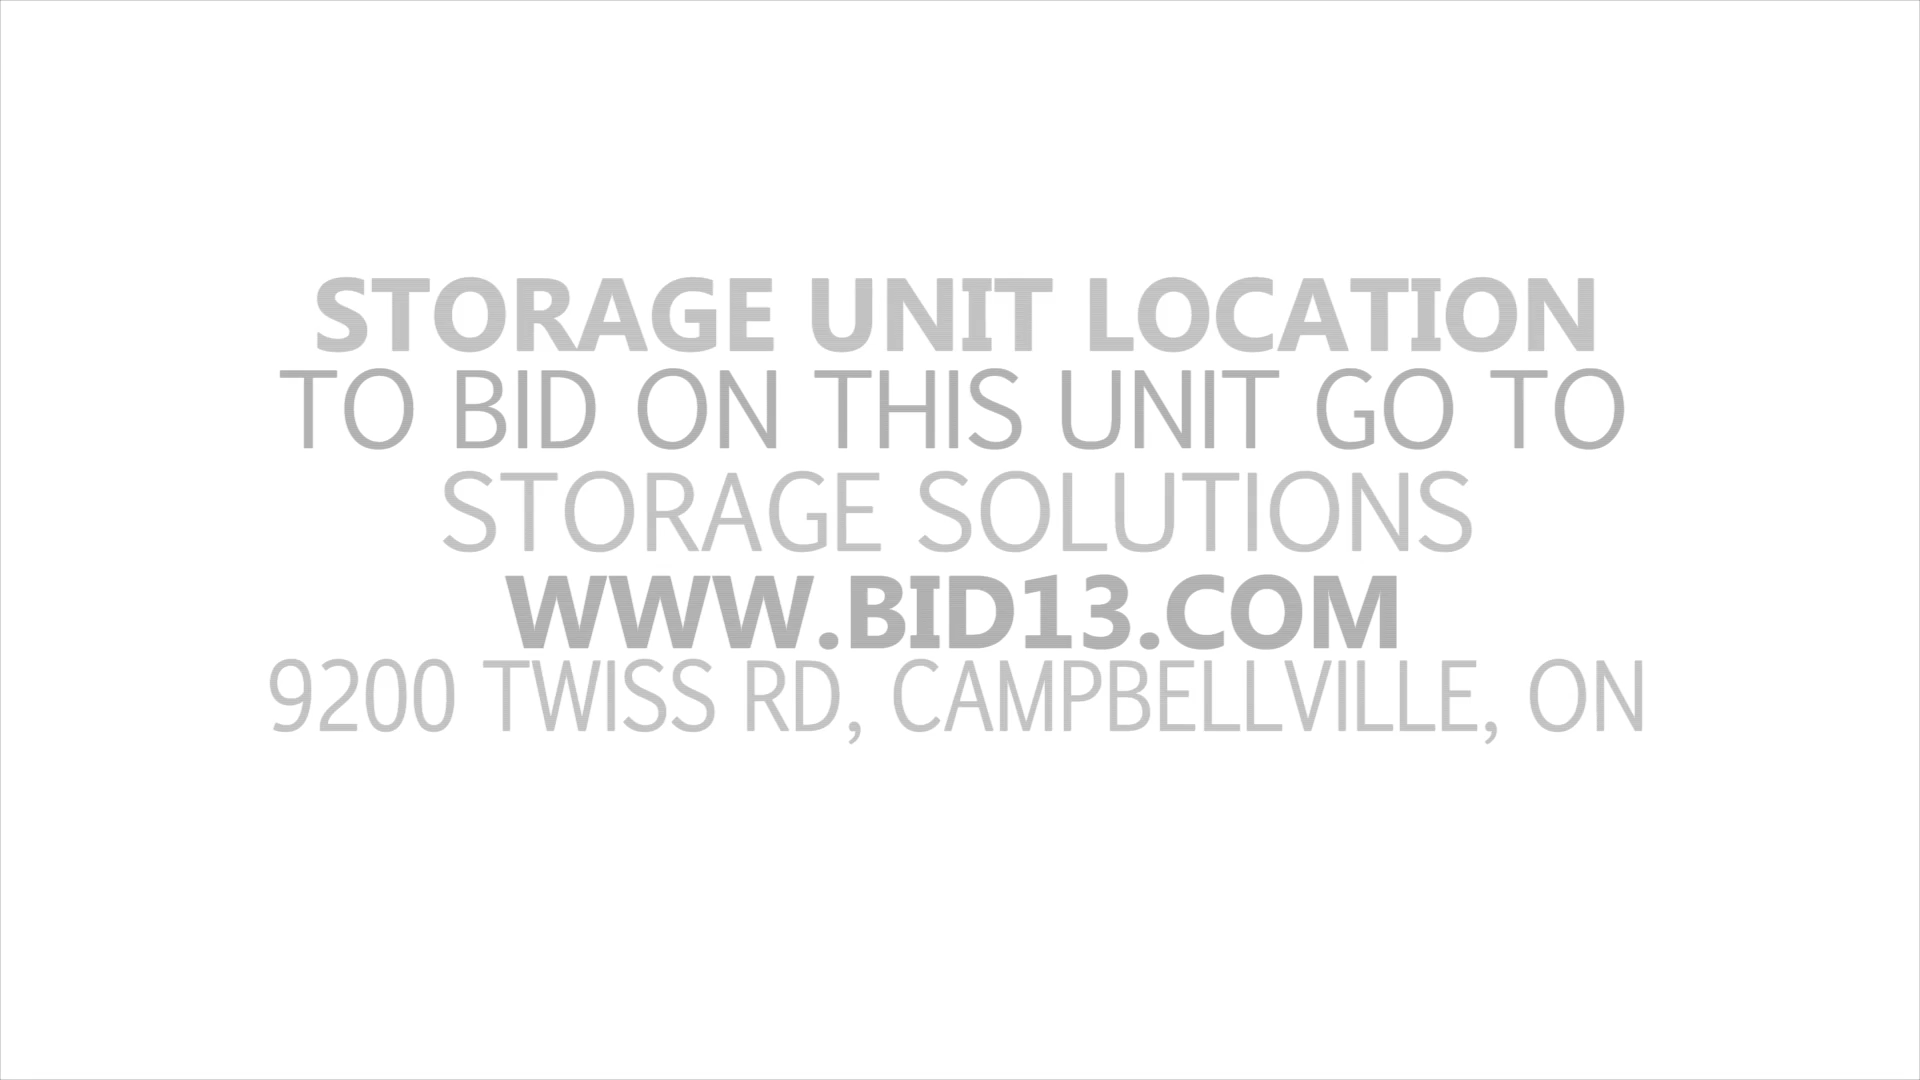 STORAGE UNIT LOCATION
TO BID ON THIS UNIT GO TO
STORAGE SOLUTIONS
WWW.BID13.COM
9200 TWISS RD, CAMPBELLVILLE, ON